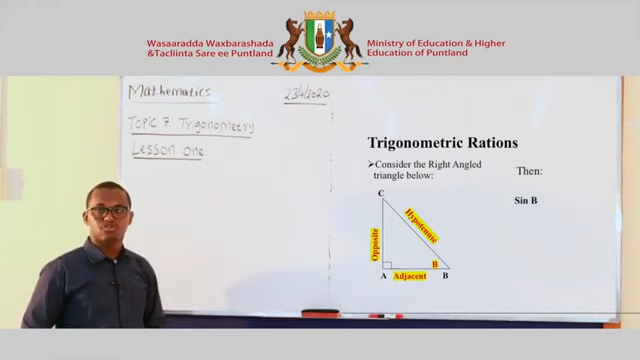 Wasaaradda Waxbarashada
&Tacliinta Sare ee Puntland
Ministry of Education & Higher
Education of Puntland
Mathematics
23/4/2020
Topic 7: Trigonometry
Lesson one
Trigonometric Rations
➢Consider the Right Angled
triangle below:
Then:
Sin B
C
Opposite
Hypotenuse
B
A
Adjacent
B